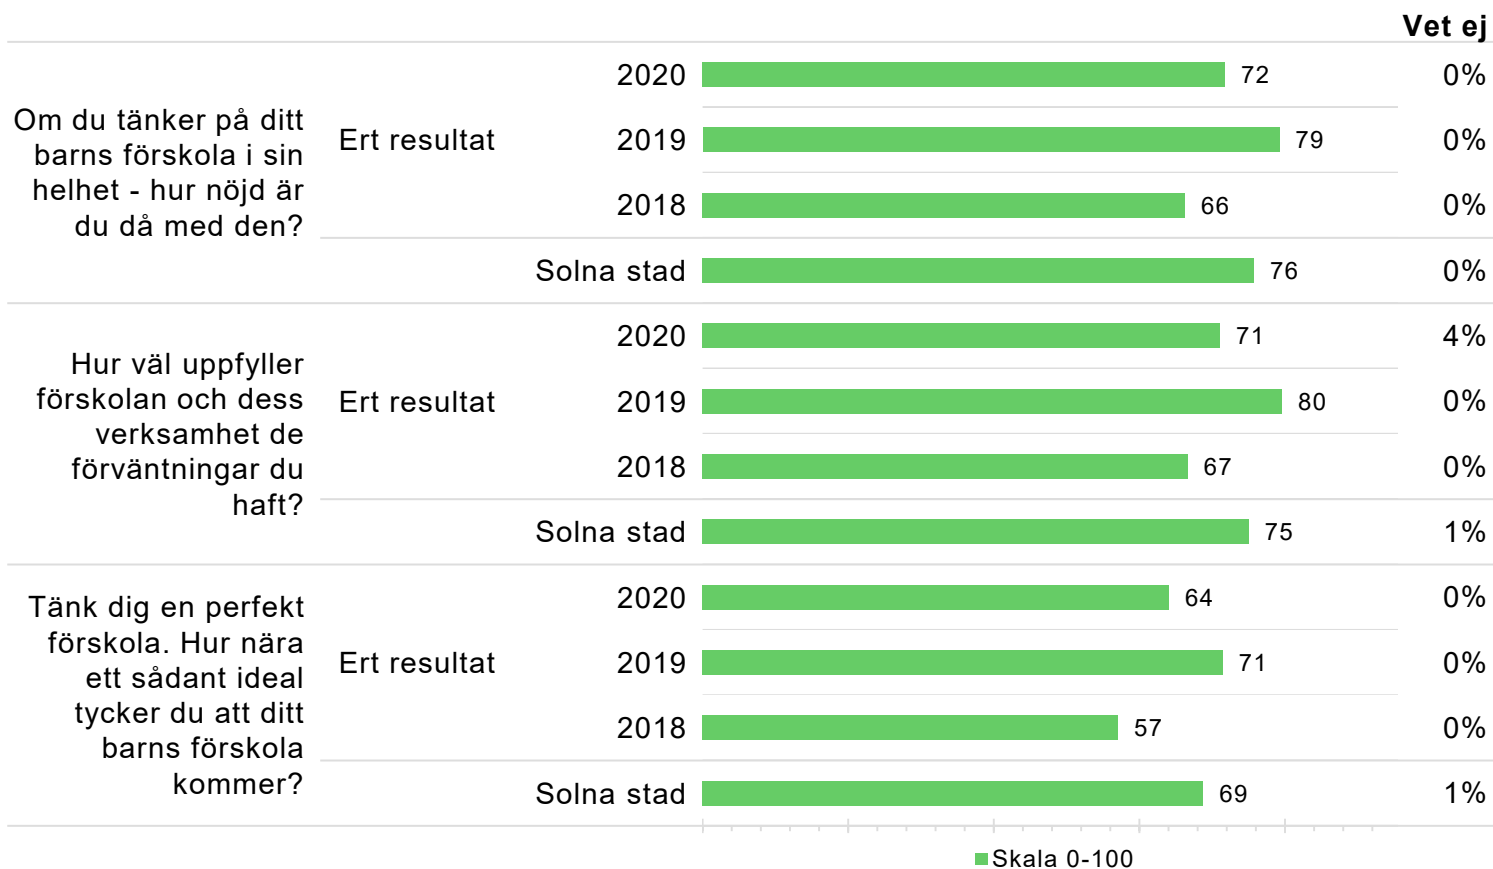 Vet ej
Om du tänker på ditt
barns förskola i sin
helhet - hur nöjd är
du då med den?
Ert resultat
2020 72 0%
2019 79 0%
2018 66 0%
Solna stad 76 0%
Hur väl uppfyller
förskolan och dess
verksamhet de
förväntningar du
haft?
Ert resultat
2020 71 4%
2019 80 0%
2018 67 0%
Solna stad 75 1%
Tänk dig en perfekt
förskola. Hur nära
ett sådant ideal
tycker du att ditt
barns förskola
kommer?
Ert resultat
2020 64 0%
2019 71 0%
2018 57 0%
Solna stad 69 1%
Skala 0-100